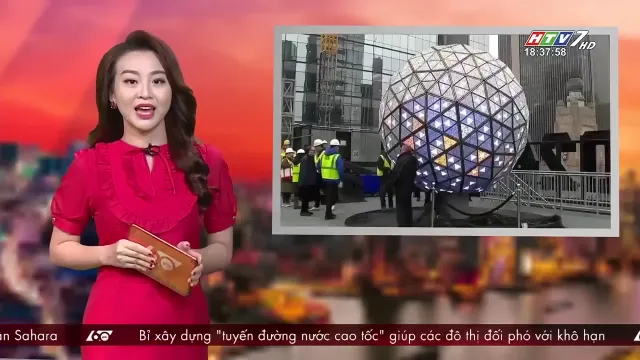 HTV7 HD
18:37:58
an Sahara
60 Bỉ xây dựng "tuyến đường nước cao tốc" giúp các đô thị đối phó với khô hạn